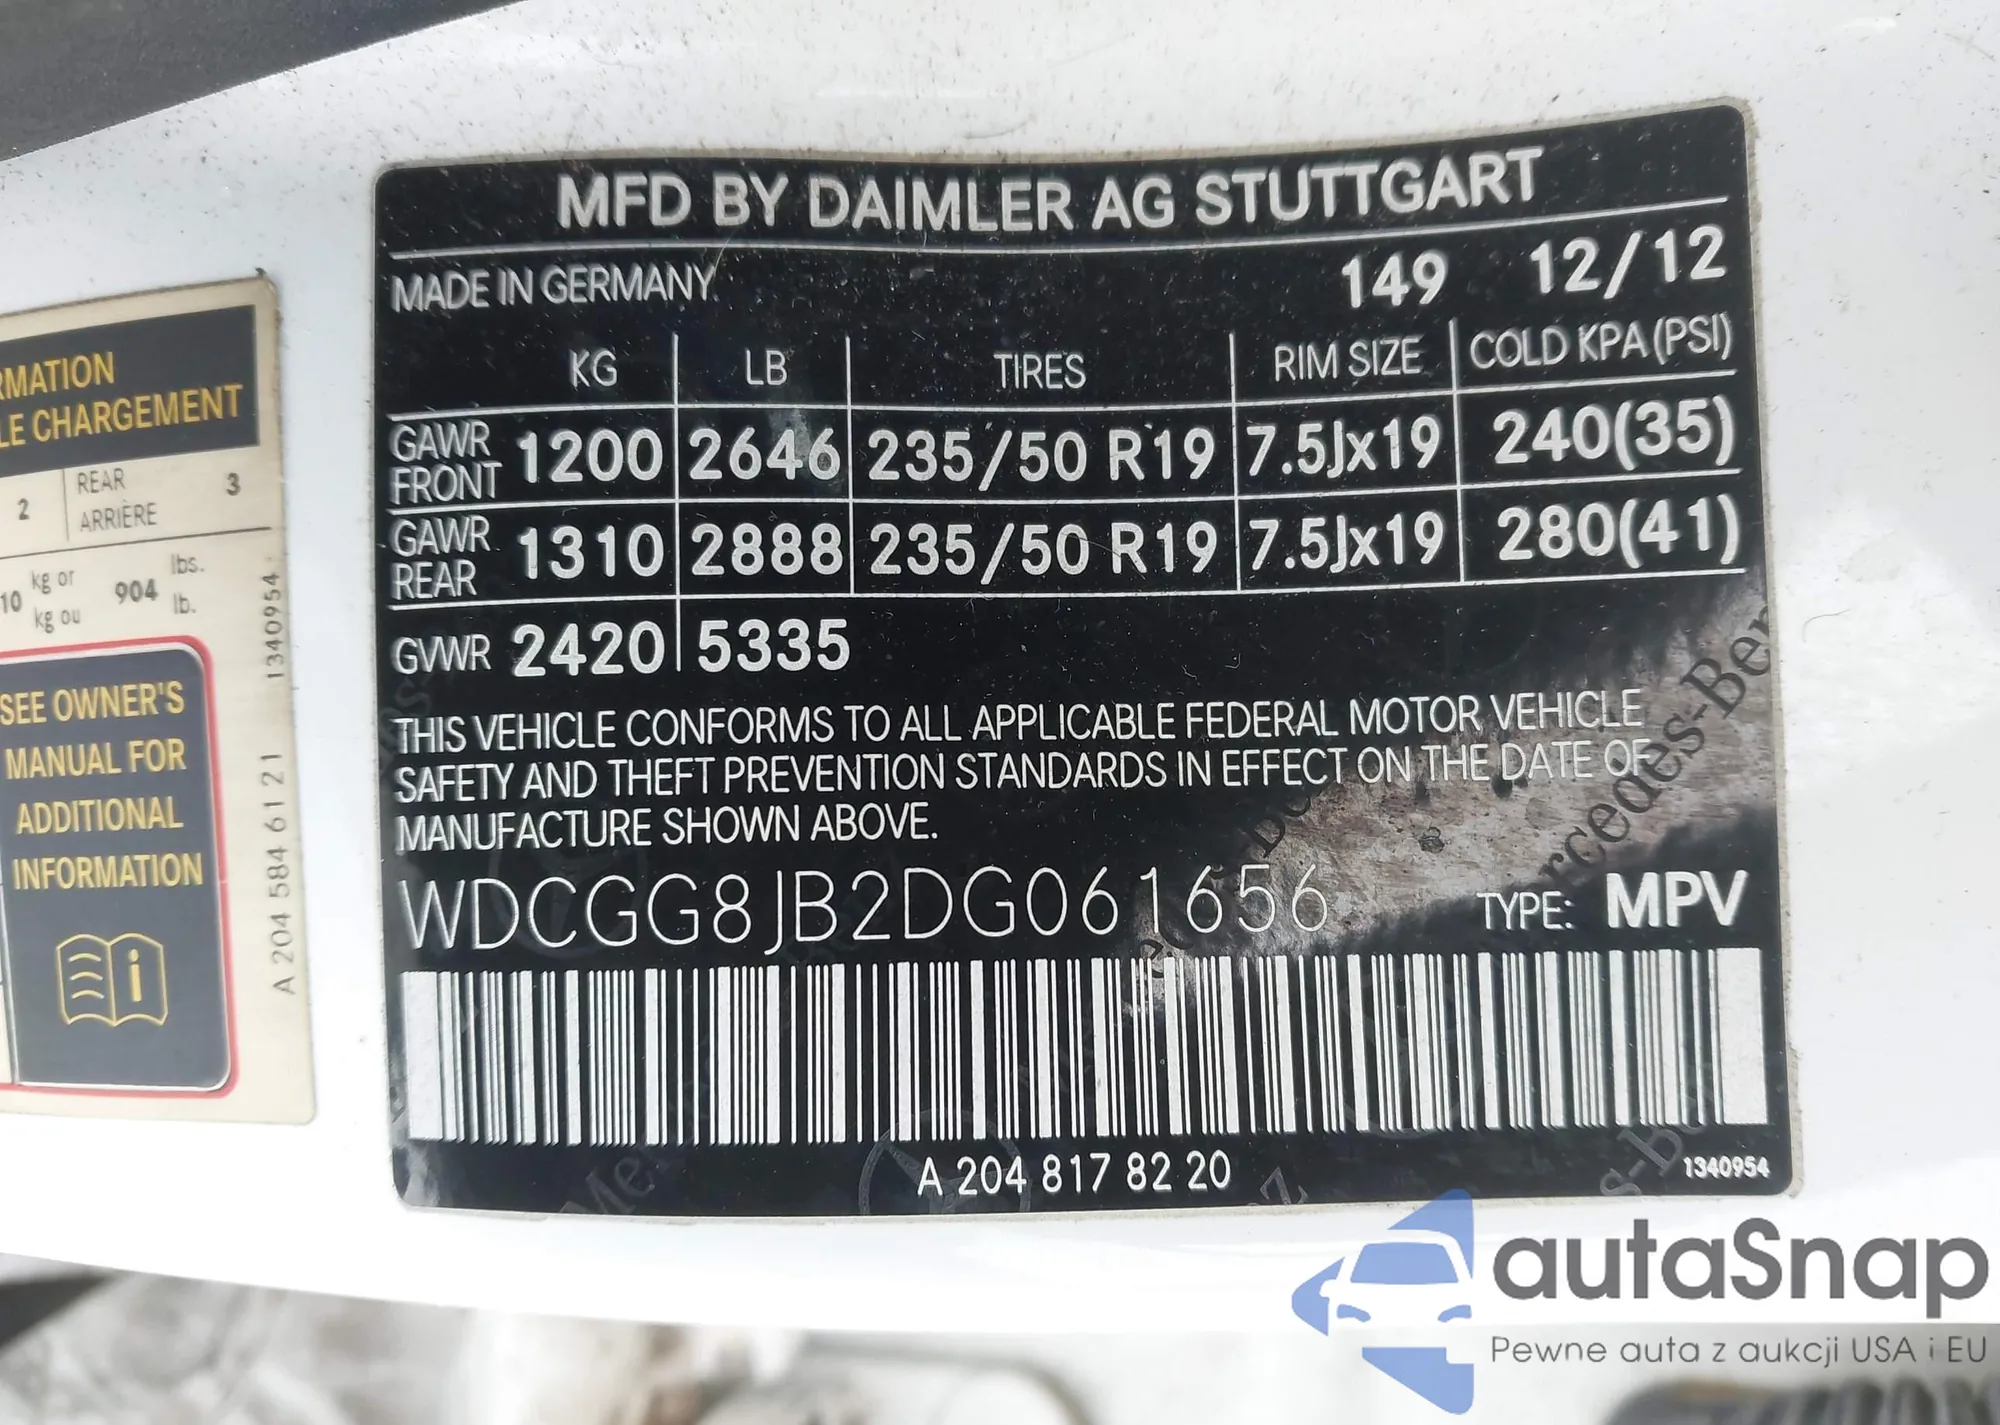 MFD BY DAIMLER AG STUTTGART
MADE IN GERMANY 149 12/12
KG LB TIRES RIM SIZE COLD KPA (PSI)
GAWR FRONT 1200 2646 235/50 R19 7.5Jx19 240(35)
GAWR REAR 1310 2888 235/50 R19 7.5Jx19 280(41)
GVWR 2420 5335
THIS VEHICLE CONFORMS TO ALL APPLICABLE FEDERAL MOTOR VEHICLE
SAFETY AND THEFT PREVENTION STANDARDS IN EFFECT ON THE DATE OF
MANUFACTURE SHOWN ABOVE.
WDCGG8JB2DG061656 TYPE: MPV
A 204 817 82 20 1340954
RMATION
LE CHARGEMENT
2 REAR 3
ARRIÈRE
10 kg or 904 lbs.
kg ou lb.
SEE OWNER'S
MANUAL FOR
ADDITIONAL
INFORMATION
A 204 584 61 21 1340954
autaSnap
Pewne auta z aukcji USA i EU